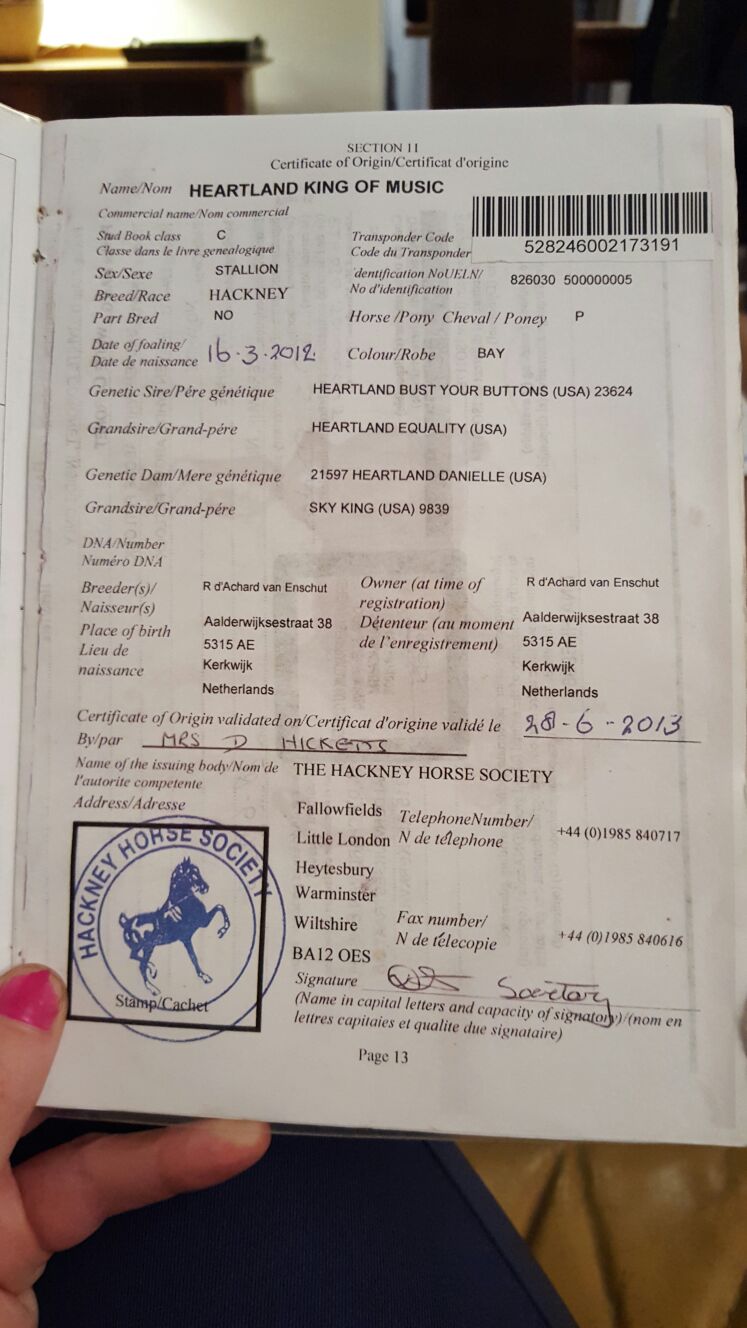 SECTION II
Certificate of Origin/Certificat d'origine
Name/Nom HEARTLAND KING OF MUSIC
Commercial name/Nom commercial
Stud Book class C
Classe dans le livre genealogique
Transponder Code
Code du Transponder
528246002173191
Sex/Sexe STALLION
dentification NoUELN/ 826030 500000005
No d'identification
Breed/Race HACKNEY
Part Bred NO
Horse /Pony Cheval / Poney P
Date of foaling/ 16.3.2012.
Date de naissance
Colour/Robe BAY
Genetic Sire/Pére génétique HEARTLAND BUST YOUR BUTTONS (USA) 23624
Grandsire/Grand-pére HEARTLAND EQUALITY (USA)
Genetic Dam/Mere génétique 21597 HEARTLAND DANIELLE (USA)
Grandsire/Grand-pére SKY KING (USA) 9839
DNA/Number
Numéro DNA
Breeder(s)/ R d'Achard van Enschut
Naisseur(s)
Place of birth Aalderwijksestraat 38
Lieu de 5315 AE
naissance Kerkwijk
Netherlands
Owner (at time of R d'Achard van Enschut
registration)
Détenteur (au moment Aalderwijksestraat 38
de l'enregistrement) 5315 AE
Kerkwijk
Netherlands
Certificate of Origin validated on/Certificat d'origine validé le 28-6-2013
By/par MRS D HICKETTS
Name of the issuing body/Nom de THE HACKNEY HORSE SOCIETY
l'autorite competente
Address/Adresse
Fallowfields
Little London
Heytesbury
Warminster
Wiltshire
BA12 OES
TelephoneNumber/ +44 (0)1985 840717
N de télephone
Fax number/ +44 (0)1985 840616
N de télecopie
HACKNEY HORSE SOCIETY
Stamp/Cachet
Signature Secretary
(Name in capital letters and capacity of signatory)/(nom en
lettres capitaies et qualite due signataire)
Page 13